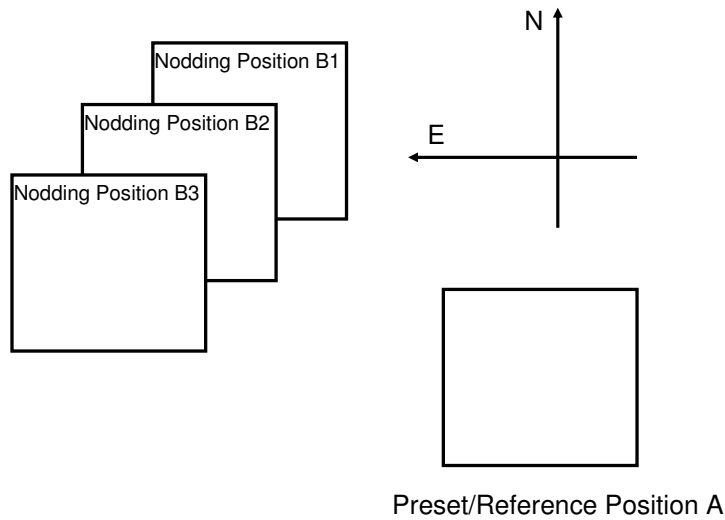 N
Nodding Position B1
Nodding Position B2
E
Nodding Position B3
Preset/Reference Position A